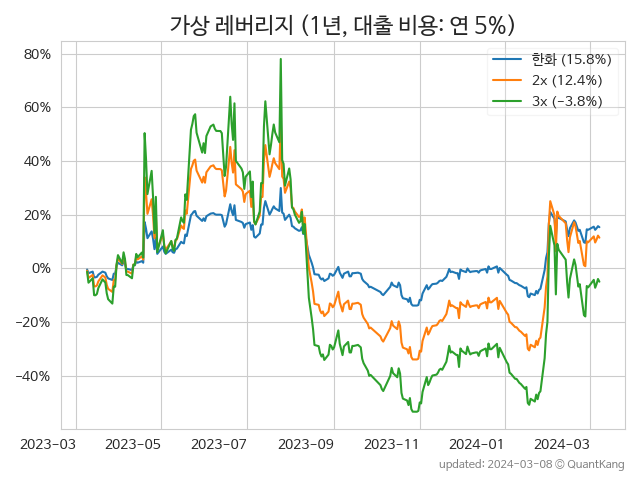 가상 레버리지 (1년, 대출 비용: 연 5%)
80%
60%
40%
20%
0%
−20%
−40%
한화 (15.8%)
2x (12.4%)
3x (−3.8%)
2023-03
2023-05
2023-07
2023-09
2023-11
2024-01
2024-03
updated: 2024-03-08 © QuantKang